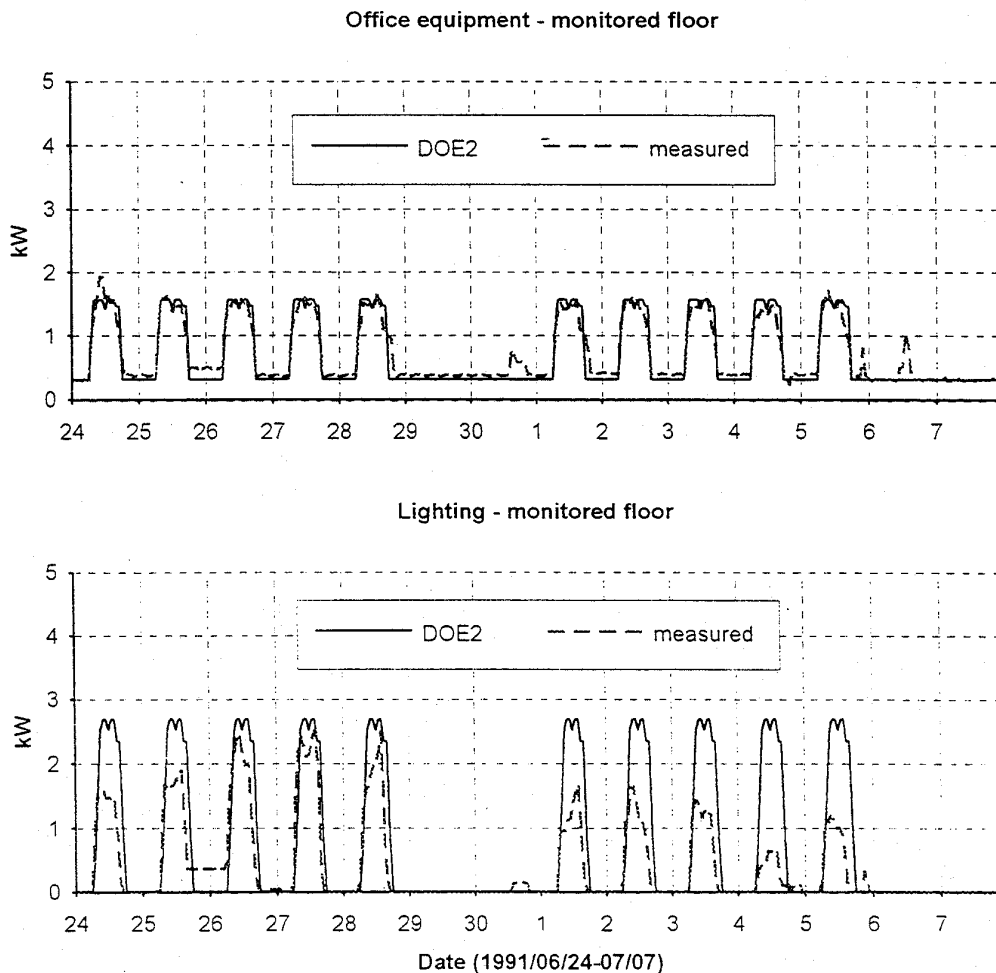 Office equipment - monitored floor
5
4
3
2
1
0
kW
DOE2 measured
24 25 26 27 28 29 30 1 2 3 4 5 6 7
Lighting - monitored floor
5
4
3
2
1
0
kW
DOE2 measured
24 25 26 27 28 29 30 1 2 3 4 5 6 7
Date (1991/06/24-07/07)